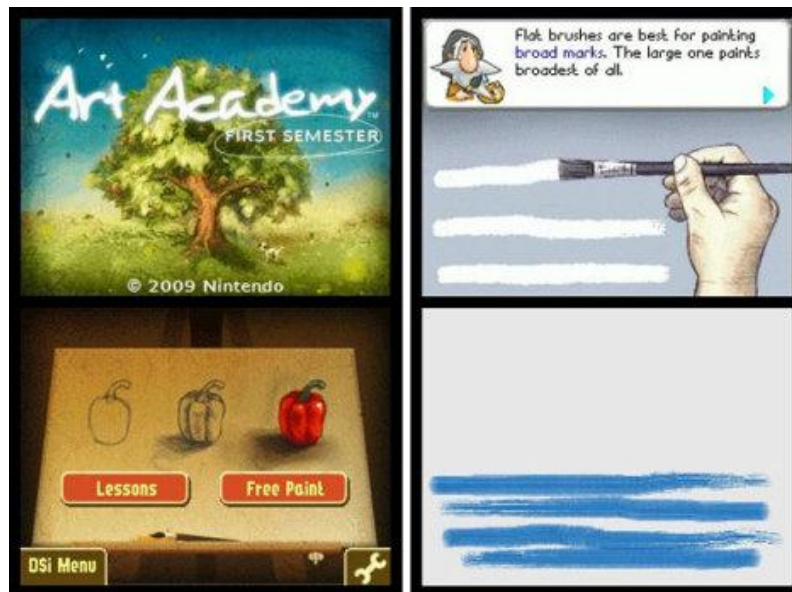 Art Academy™
FIRST SEMESTER
© 2009 Nintendo
Lessons
Free Paint
DSi Menu
Flat brushes are best for painting
broad marks. The large one paints
broadest of all.